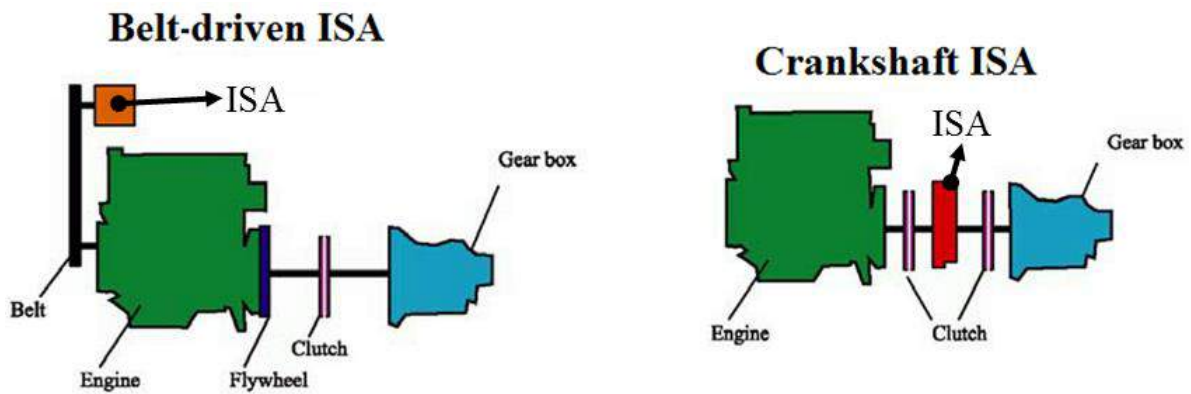 Belt-driven ISA
ISA
Gear box
Belt
Clutch
Engine
Flywheel
Crankshaft ISA
ISA
Gear box
Engine
Clutch